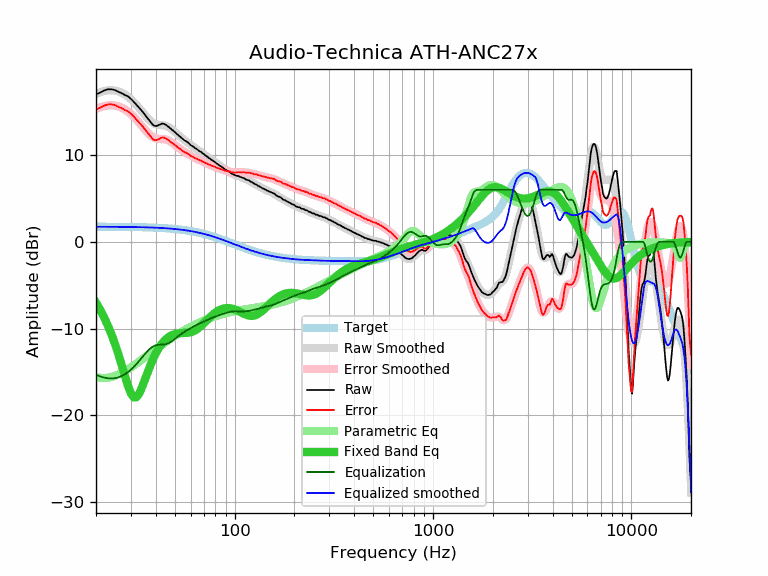 Audio-Technica ATH-ANC27x
Amplitude (dBr)
10
0
−10
−20
−30
Target
Raw Smoothed
Error Smoothed
Raw
Error
Parametric Eq
Fixed Band Eq
Equalization
Equalized smoothed
100
1000
10000
Frequency (Hz)